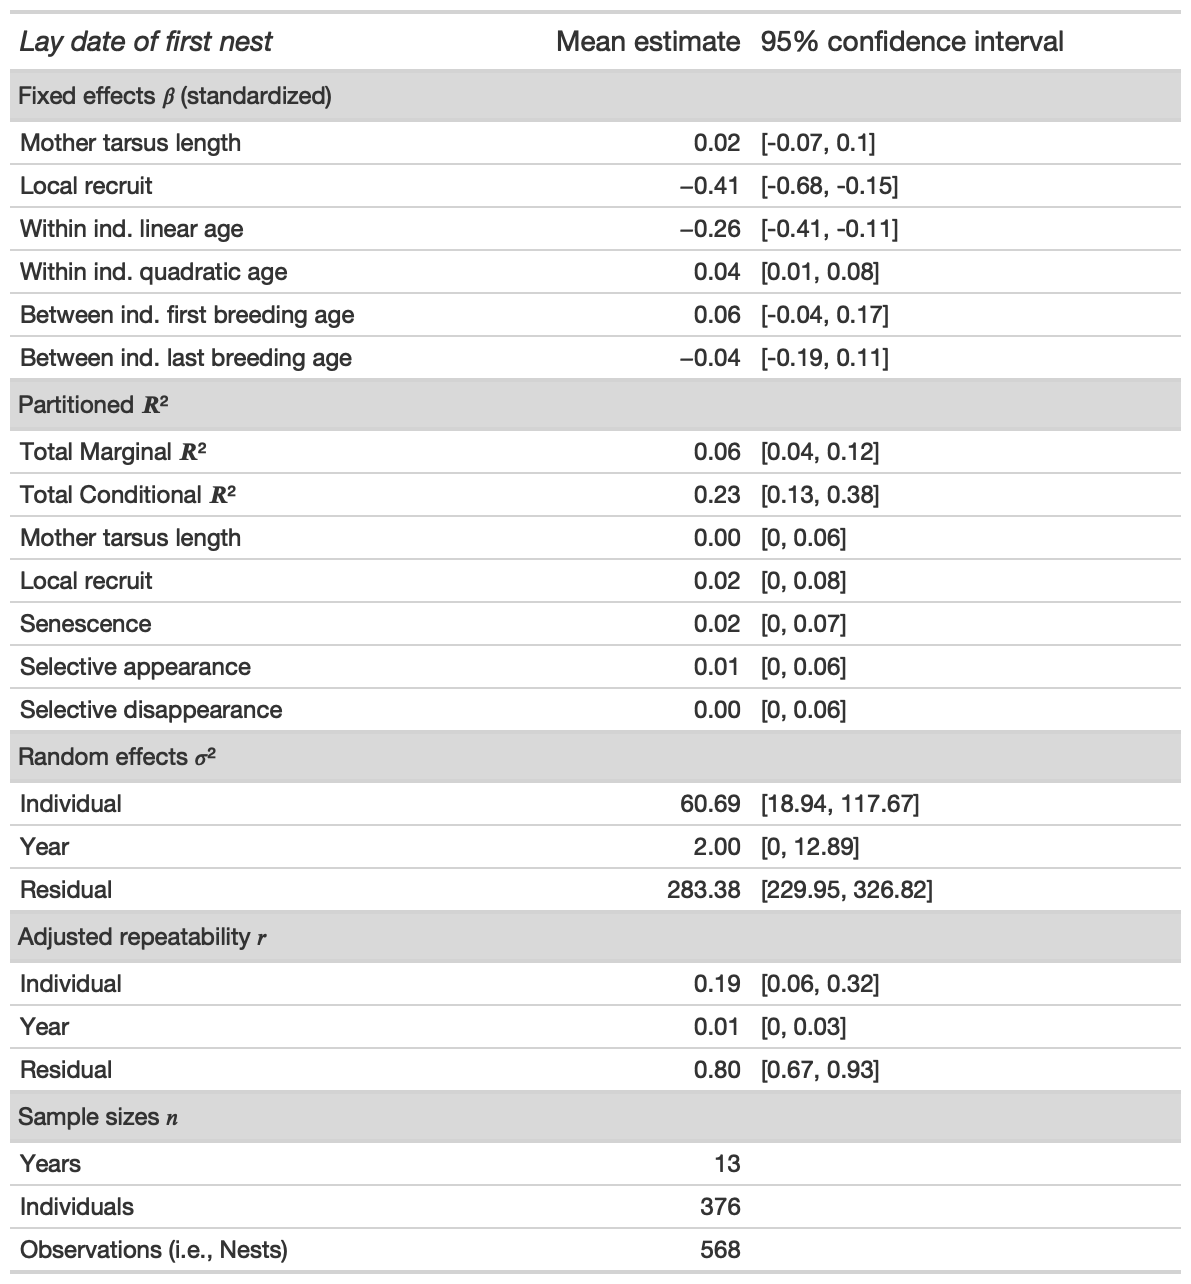 Lay date of first nest Mean estimate 95% confidence interval
Fixed effects β (standardized)
Mother tarsus length 0.02 [-0.07, 0.1]
Local recruit −0.41 [-0.68, -0.15]
Within ind. linear age −0.26 [-0.41, -0.11]
Within ind. quadratic age 0.04 [0.01, 0.08]
Between ind. first breeding age 0.06 [-0.04, 0.17]
Between ind. last breeding age −0.04 [-0.19, 0.11]
Partitioned R²
Total Marginal R² 0.06 [0.04, 0.12]
Total Conditional R² 0.23 [0.13, 0.38]
Mother tarsus length 0.00 [0, 0.06]
Local recruit 0.02 [0, 0.08]
Senescence 0.02 [0, 0.07]
Selective appearance 0.01 [0, 0.06]
Selective disappearance 0.00 [0, 0.06]
Random effects σ²
Individual 60.69 [18.94, 117.67]
Year 2.00 [0, 12.89]
Residual 283.38 [229.95, 326.82]
Adjusted repeatability r
Individual 0.19 [0.06, 0.32]
Year 0.01 [0, 0.03]
Residual 0.80 [0.67, 0.93]
Sample sizes n
Years 13
Individuals 376
Observations (i.e., Nests) 568